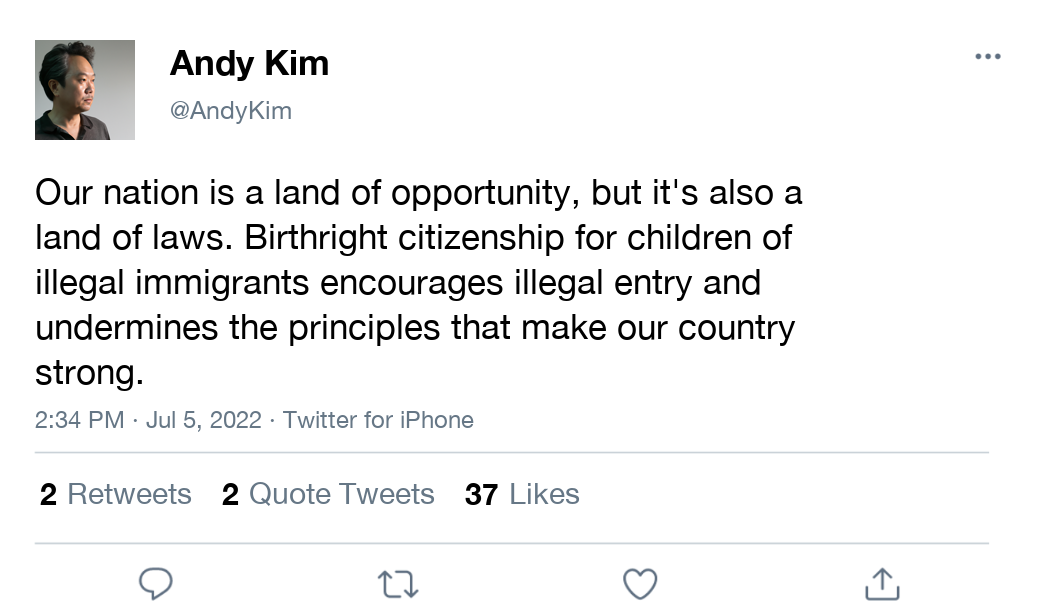 Andy Kim
@AndyKim
Our nation is a land of opportunity, but it's also a
land of laws. Birthright citizenship for children of
illegal immigrants encourages illegal entry and
undermines the principles that make our country
strong.
2:34 PM · Jul 5, 2022 · Twitter for iPhone
2 Retweets 2 Quote Tweets 37 Likes